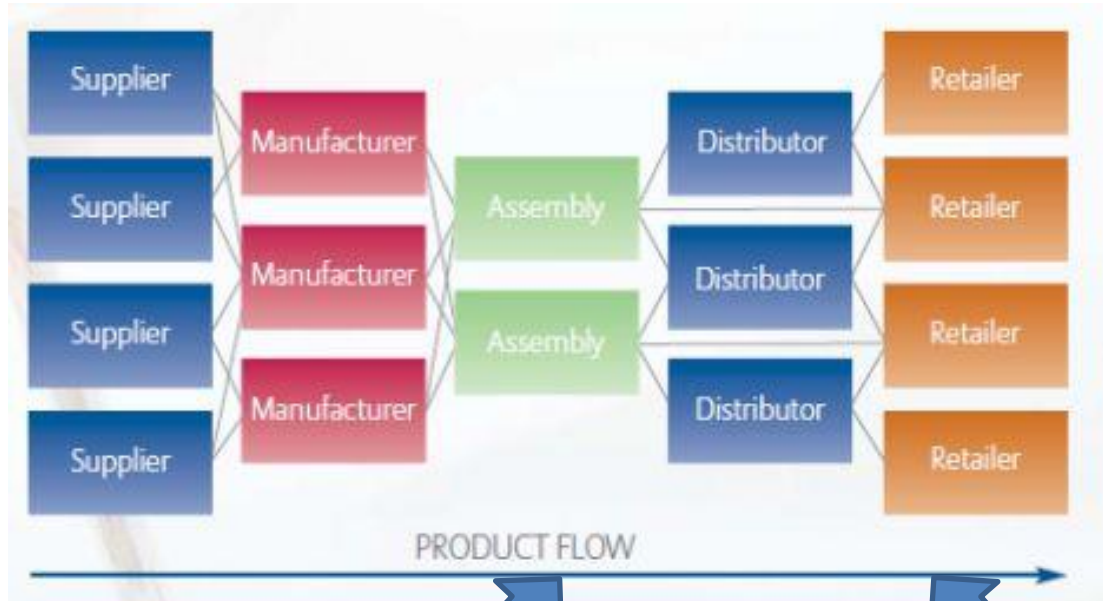 Supplier
Supplier
Supplier
Supplier
Manufacturer
Manufacturer
Manufacturer
Assembly
Assembly
Distributor
Distributor
Distributor
Retailer
Retailer
Retailer
Retailer
PRODUCT FLOW